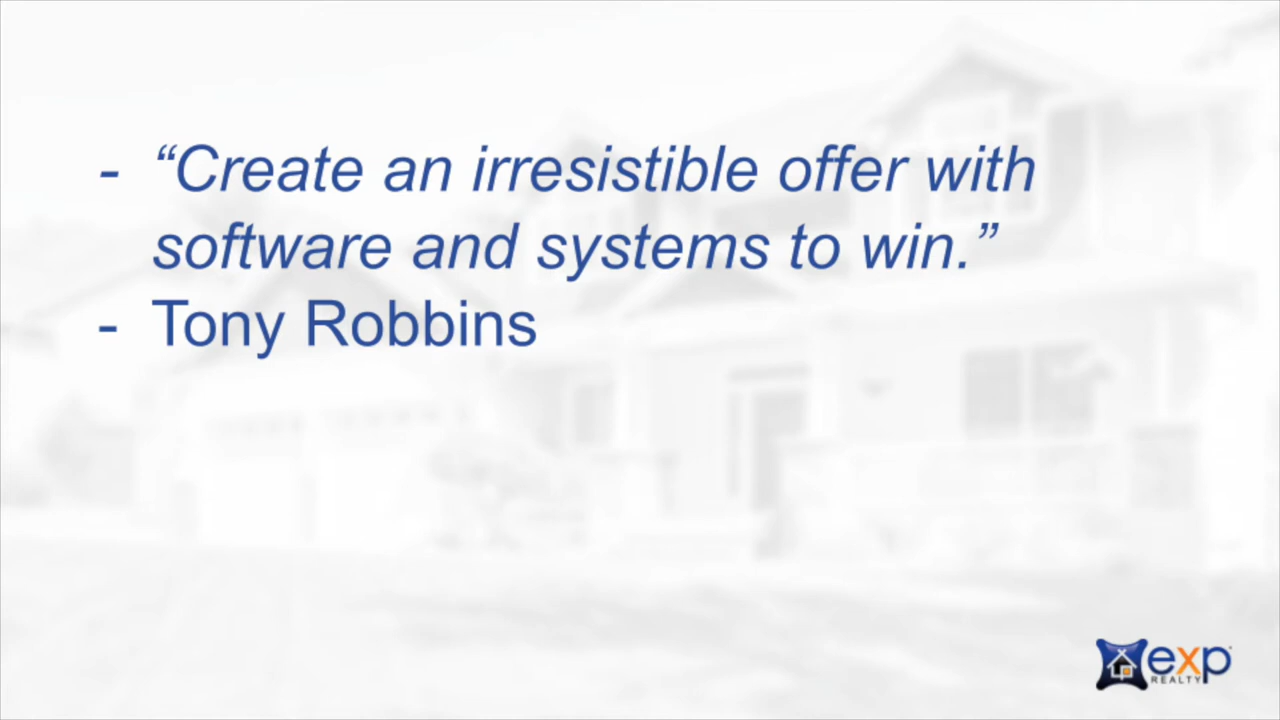 - “Create an irresistible offer with
software and systems to win.”
- Tony Robbins
exp
REALTY